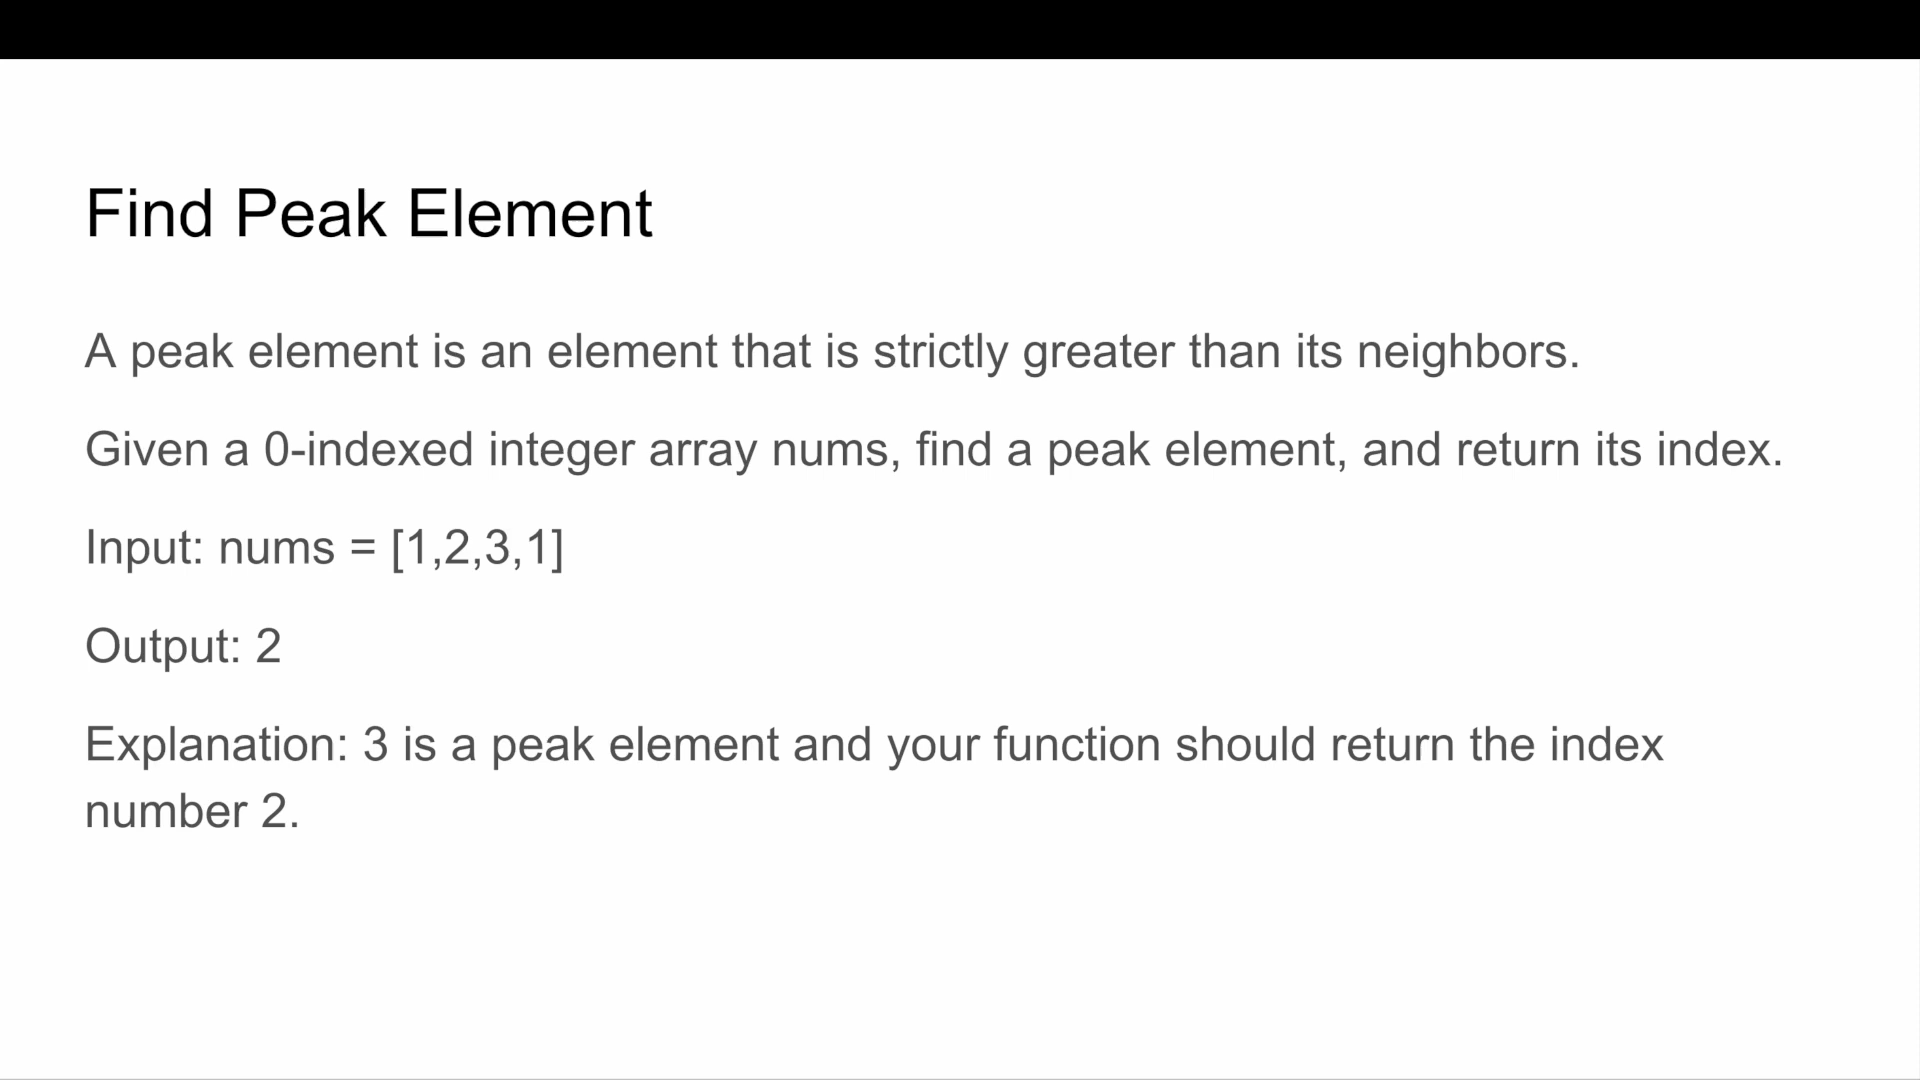 Find Peak Element
A peak element is an element that is strictly greater than its neighbors.
Given a 0-indexed integer array nums, find a peak element, and return its index.
Input: nums = [1,2,3,1]
Output: 2
Explanation: 3 is a peak element and your function should return the index
number 2.